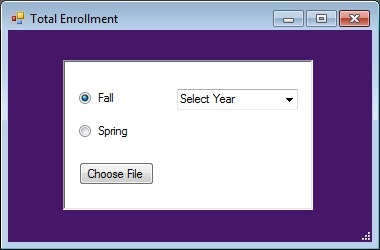 Total Enrollment
Fall
Select Year
Spring
Choose File